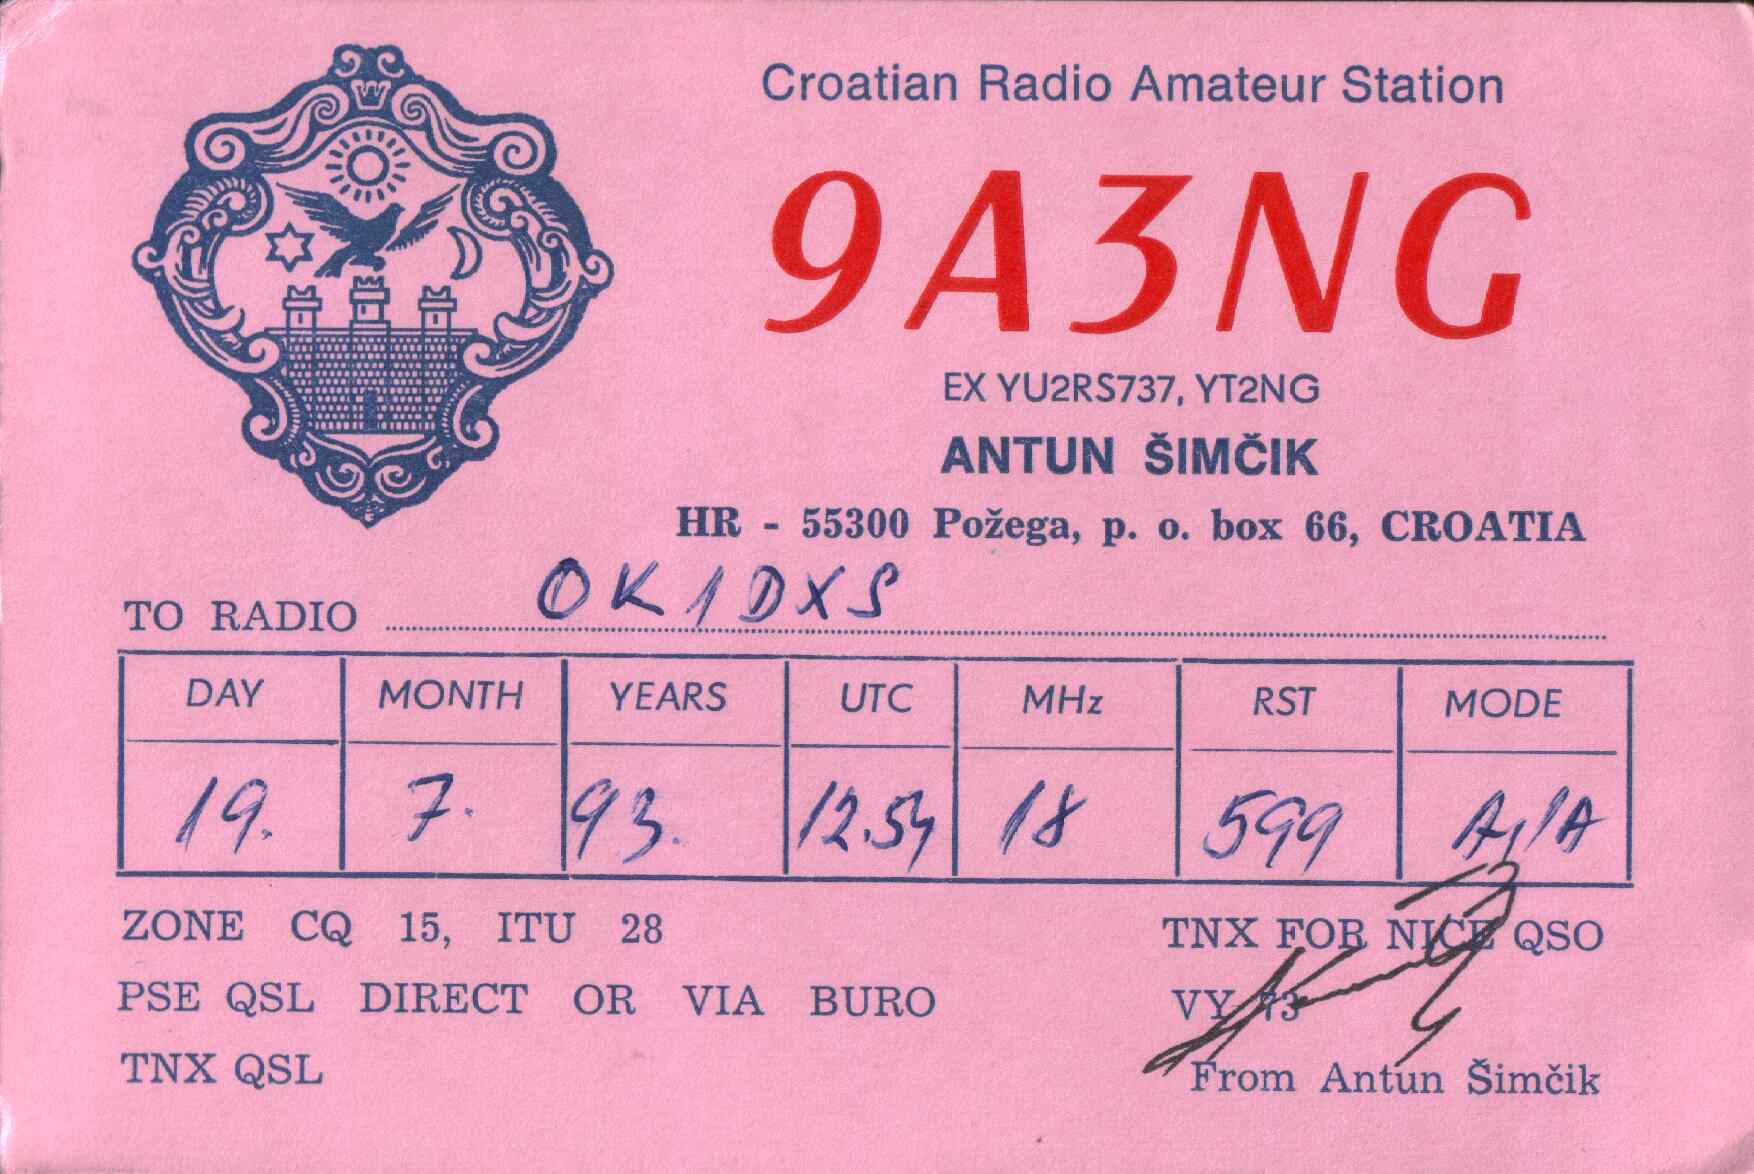 Croatian Radio Amateur Station
9A3NG
EX YU2RS737, YT2NG
ANTUN ŠIMČIK
HR - 55300 Požega, p. o. box 66, CROATIA
TO RADIO OK1DXS
DAY MONTH YEARS UTC MHz RST MODE
19. 7. 93. 12.54 18 599 A1A
ZONE CQ 15, ITU 28 TNX FOR NICE QSO
PSE QSL DIRECT OR VIA BURO VY 73
TNX QSL From Antun Šimčik